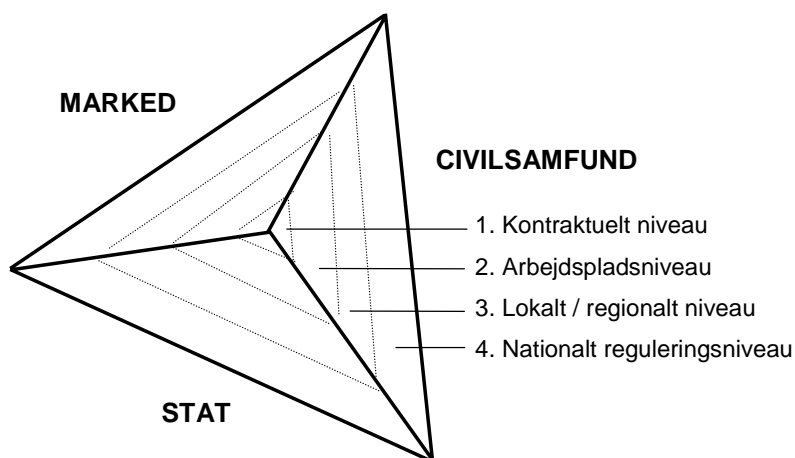 MARKED
CIVILSAMFUND
1. Kontraktuelt niveau
2. Arbejdspladsniveau
3. Lokalt / regionalt niveau
4. Nationalt reguleringsniveau
STAT